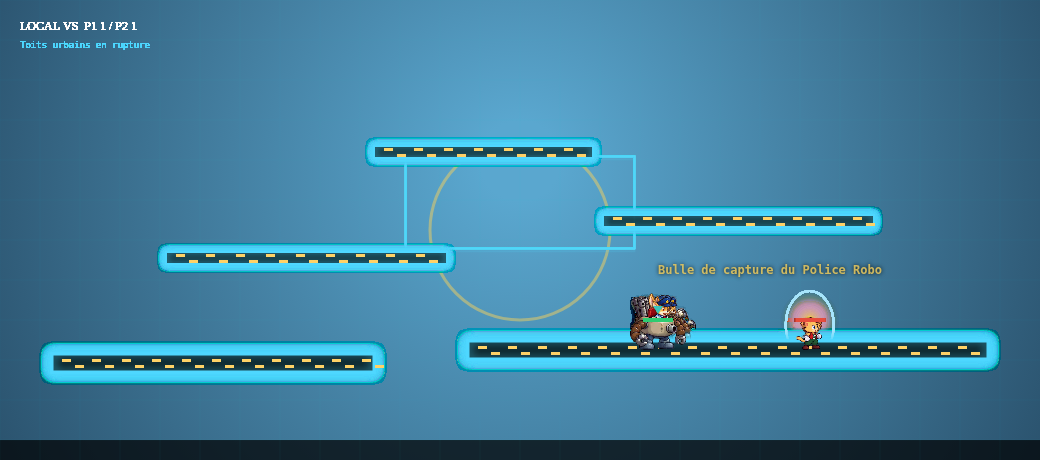 LOCAL VS P1 1 / P2 1
Toits urbains en rupture
Bulle de capture du Police Robo